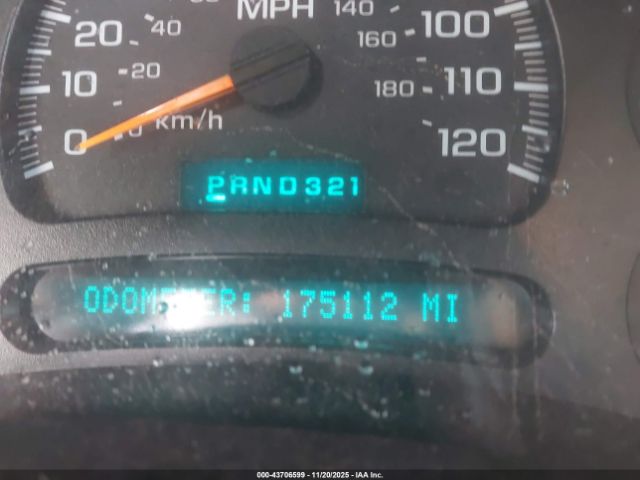 MPH 140
20 40 160 100
10 20 180 110
0 0 km/h 120
PRND321
ODOMETER: 175112 MI
000-43706599 - 11/20/2025 - IAA Inc.